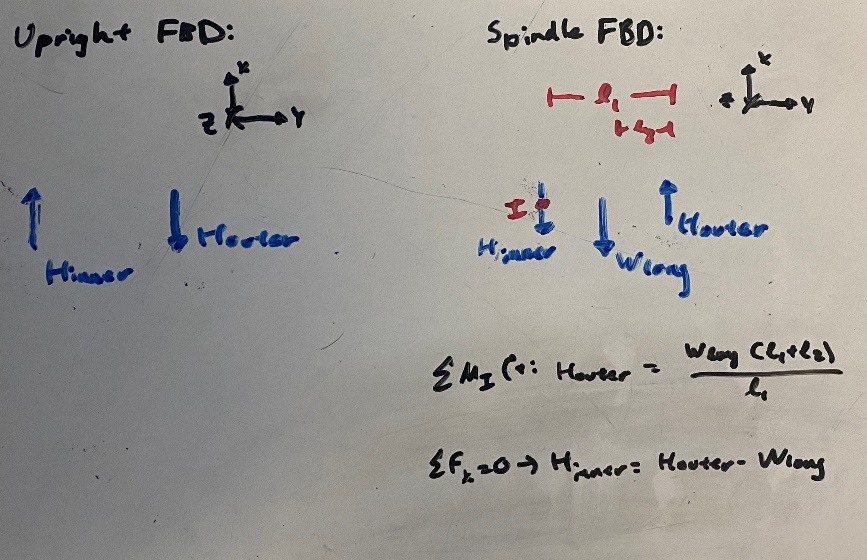 Upright FBD:
X
Z Y
Hinner
Houter
Spindle FBD:
l₁
l₂
X
Z Y
I
Hinner
Wlong
Houter
ΣM_I ↺+: Houter = Wlong (l₁+l₂) / l₁
ΣFₓ=0 → Hinner= Houter- Wlong